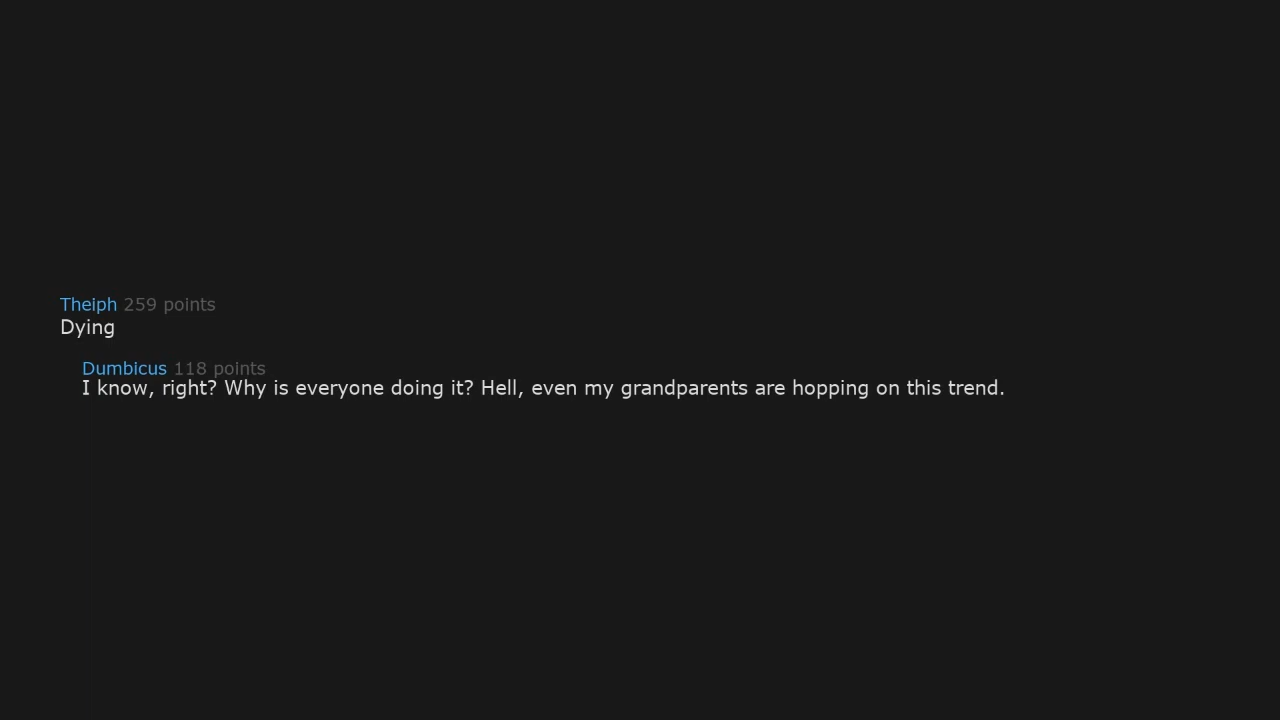 Theiph 259 points
Dying
Dumbicus 118 points
I know, right? Why is everyone doing it? Hell, even my grandparents are hopping on this trend.